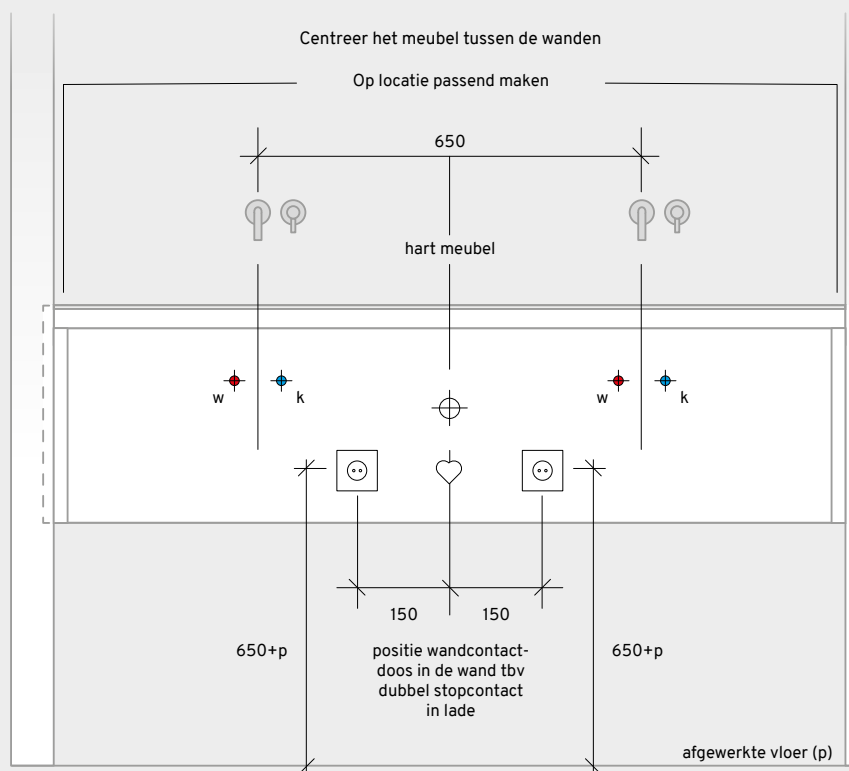 Centreer het meubel tussen de wanden
Op locatie passend maken
650
hart meubel
w
k
w
k
150
150
650+p
positie wandcontact-
doos in de wand tbv
dubbel stopcontact
in lade
650+p
afgewerkte vloer (p)